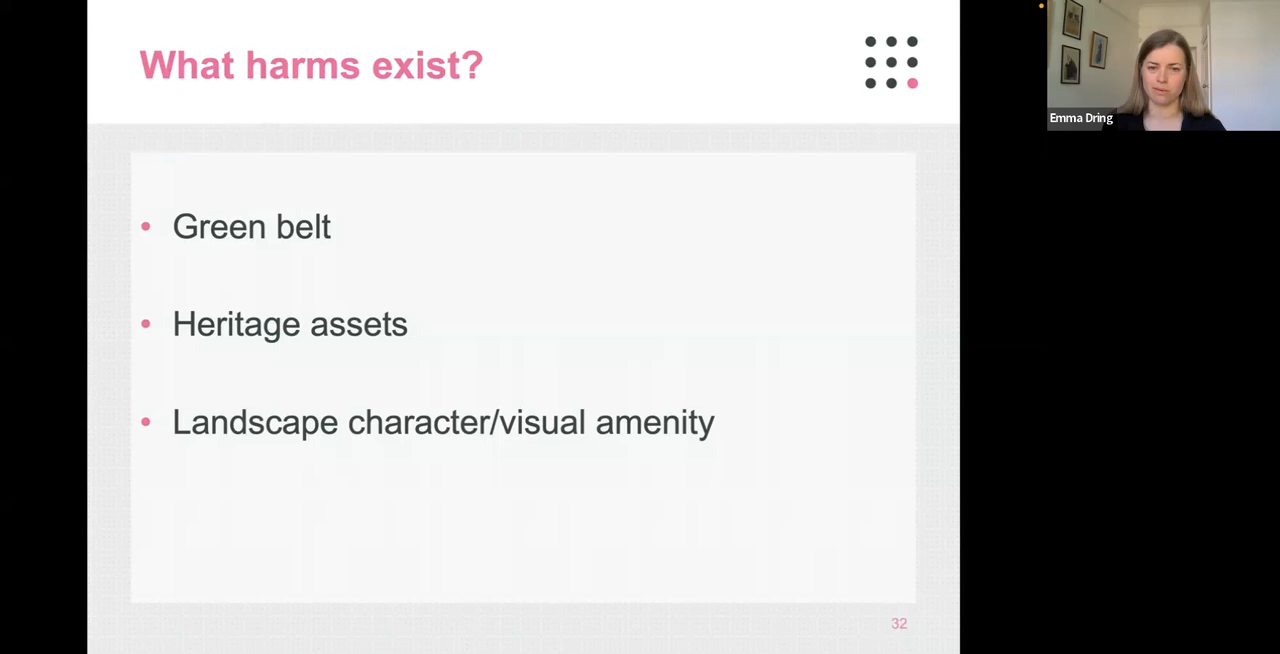 What harms exist?
Emma Dring
• Green belt
• Heritage assets
• Landscape character/visual amenity
32